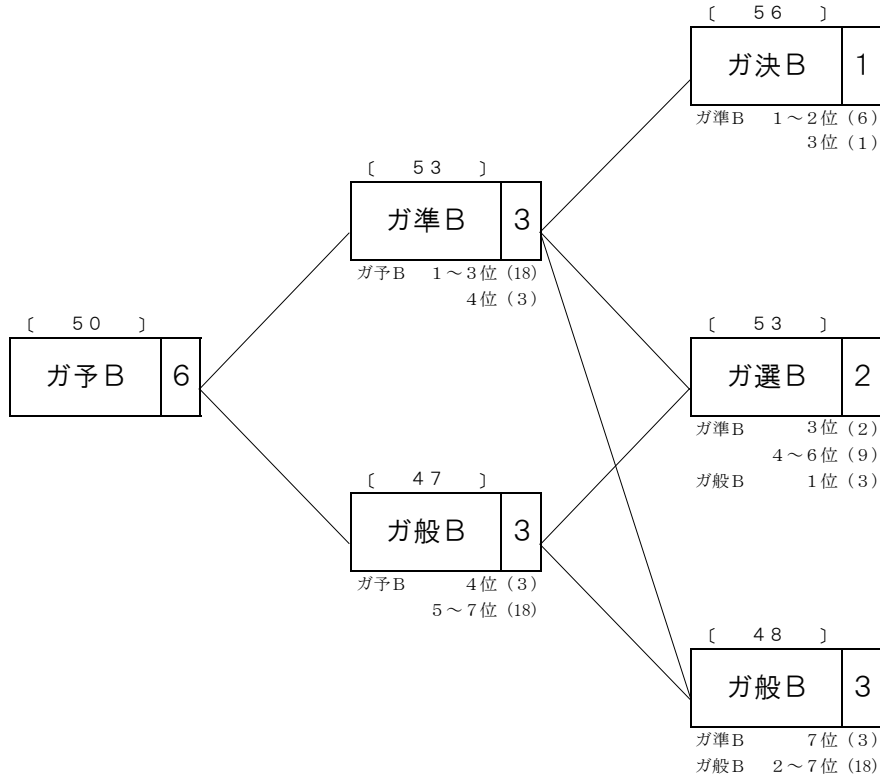 〔　５０　〕
ガ予Ｂ　６
〔　５３　〕
ガ準Ｂ　３
ガ予Ｂ　１～３位（18）
４位（３）
〔　４７　〕
ガ般Ｂ　３
ガ予Ｂ　４位（３）
５～７位（18）
〔　５６　〕
ガ決Ｂ　１
ガ準Ｂ　１～２位（６）
３位（１）
〔　５３　〕
ガ選Ｂ　２
ガ準Ｂ　３位（２）
４～６位（９）
ガ般Ｂ　１位（３）
〔　４８　〕
ガ般Ｂ　３
ガ準Ｂ　７位（３）
ガ般Ｂ　２～７位（18）